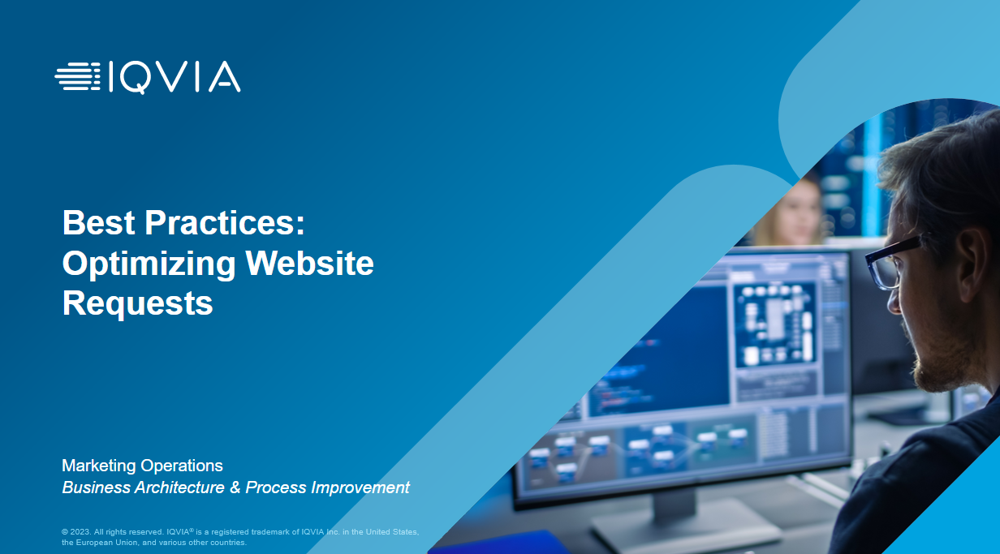 IQVIA
Best Practices:
Optimizing Website
Requests
Marketing Operations
Business Architecture & Process Improvement
© 2023. All rights reserved. IQVIA® is a registered trademark of IQVIA Inc. in the United States,
the European Union, and various other countries.